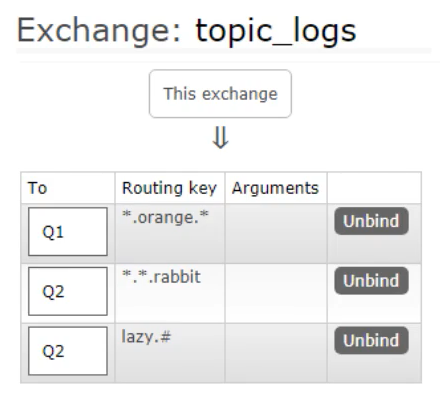 Exchange: topic_logs
This exchange
To Routing key Arguments
Q1 *.orange.* Unbind
Q2 *.*.rabbit Unbind
Q2 lazy.# Unbind